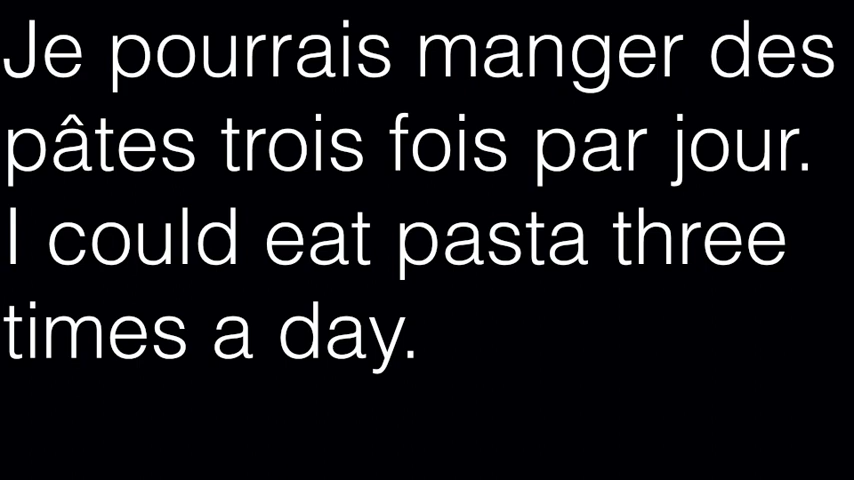 Je pourrais manger des
pâtes trois fois par jour.
I could eat pasta three
times a day.